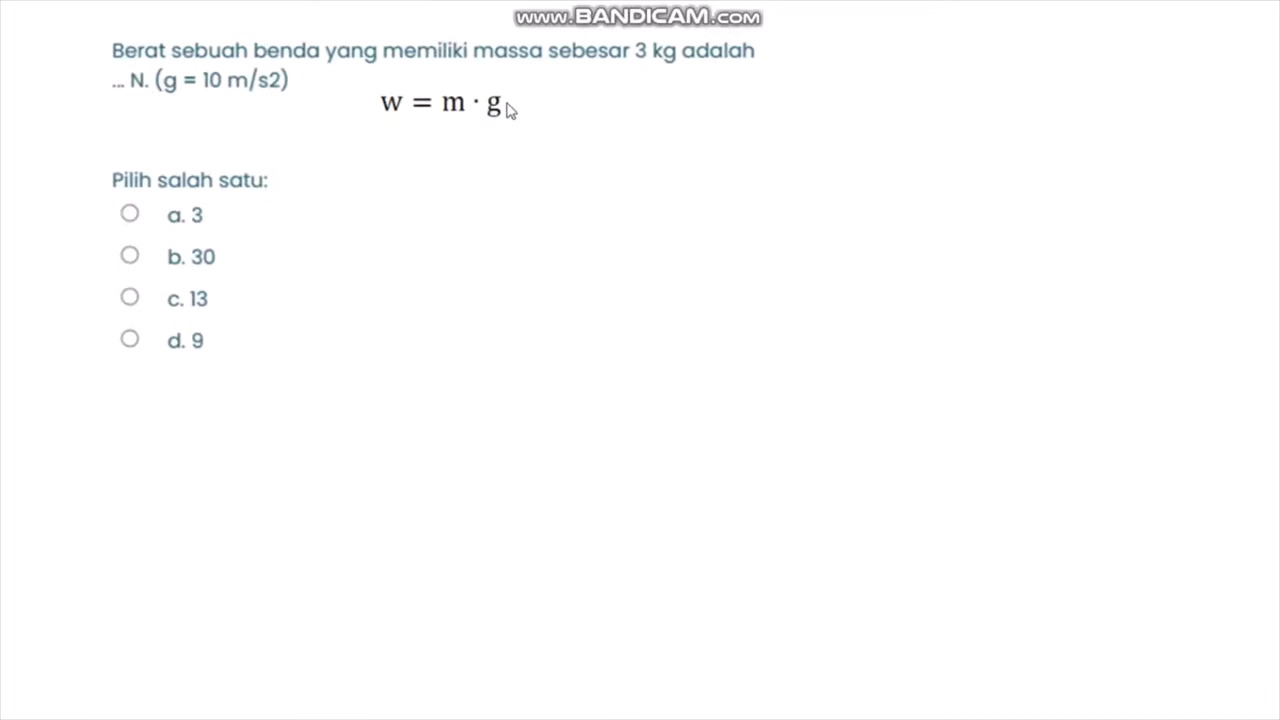 www.BANDICAM.com
Berat sebuah benda yang memiliki massa sebesar 3 kg adalah
... N. (g = 10 m/s2)
w = m · g
Pilih salah satu:
a. 3
b. 30
c. 13
d. 9